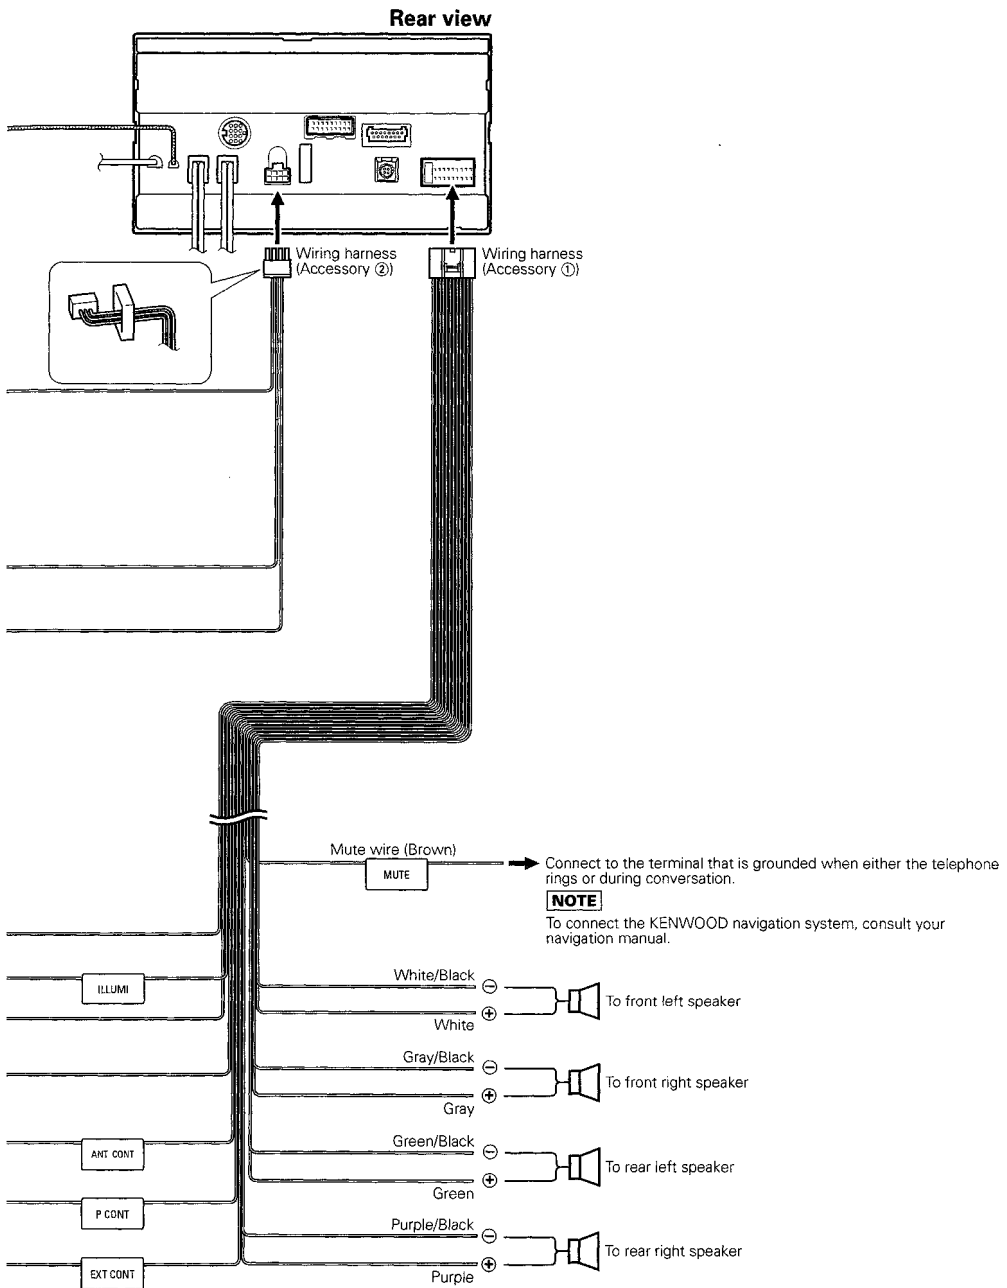 Rear view
Wiring harness
(Accessory ②)
Wiring harness
(Accessory ①)
Mute wire (Brown)
MUTE
Connect to the terminal that is grounded when either the telephone
rings or during conversation.
NOTE
To connect the KENWOOD navigation system, consult your
navigation manual.
ILLUMI
White/Black
⊖
To front left speaker
⊕
White
Gray/Black
⊖
To front right speaker
⊕
Gray
ANT CONT
Green/Black
⊖
To rear left speaker
⊕
Green
P CONT
Purple/Black
⊖
To rear right speaker
⊕
Purple
EXT CONT